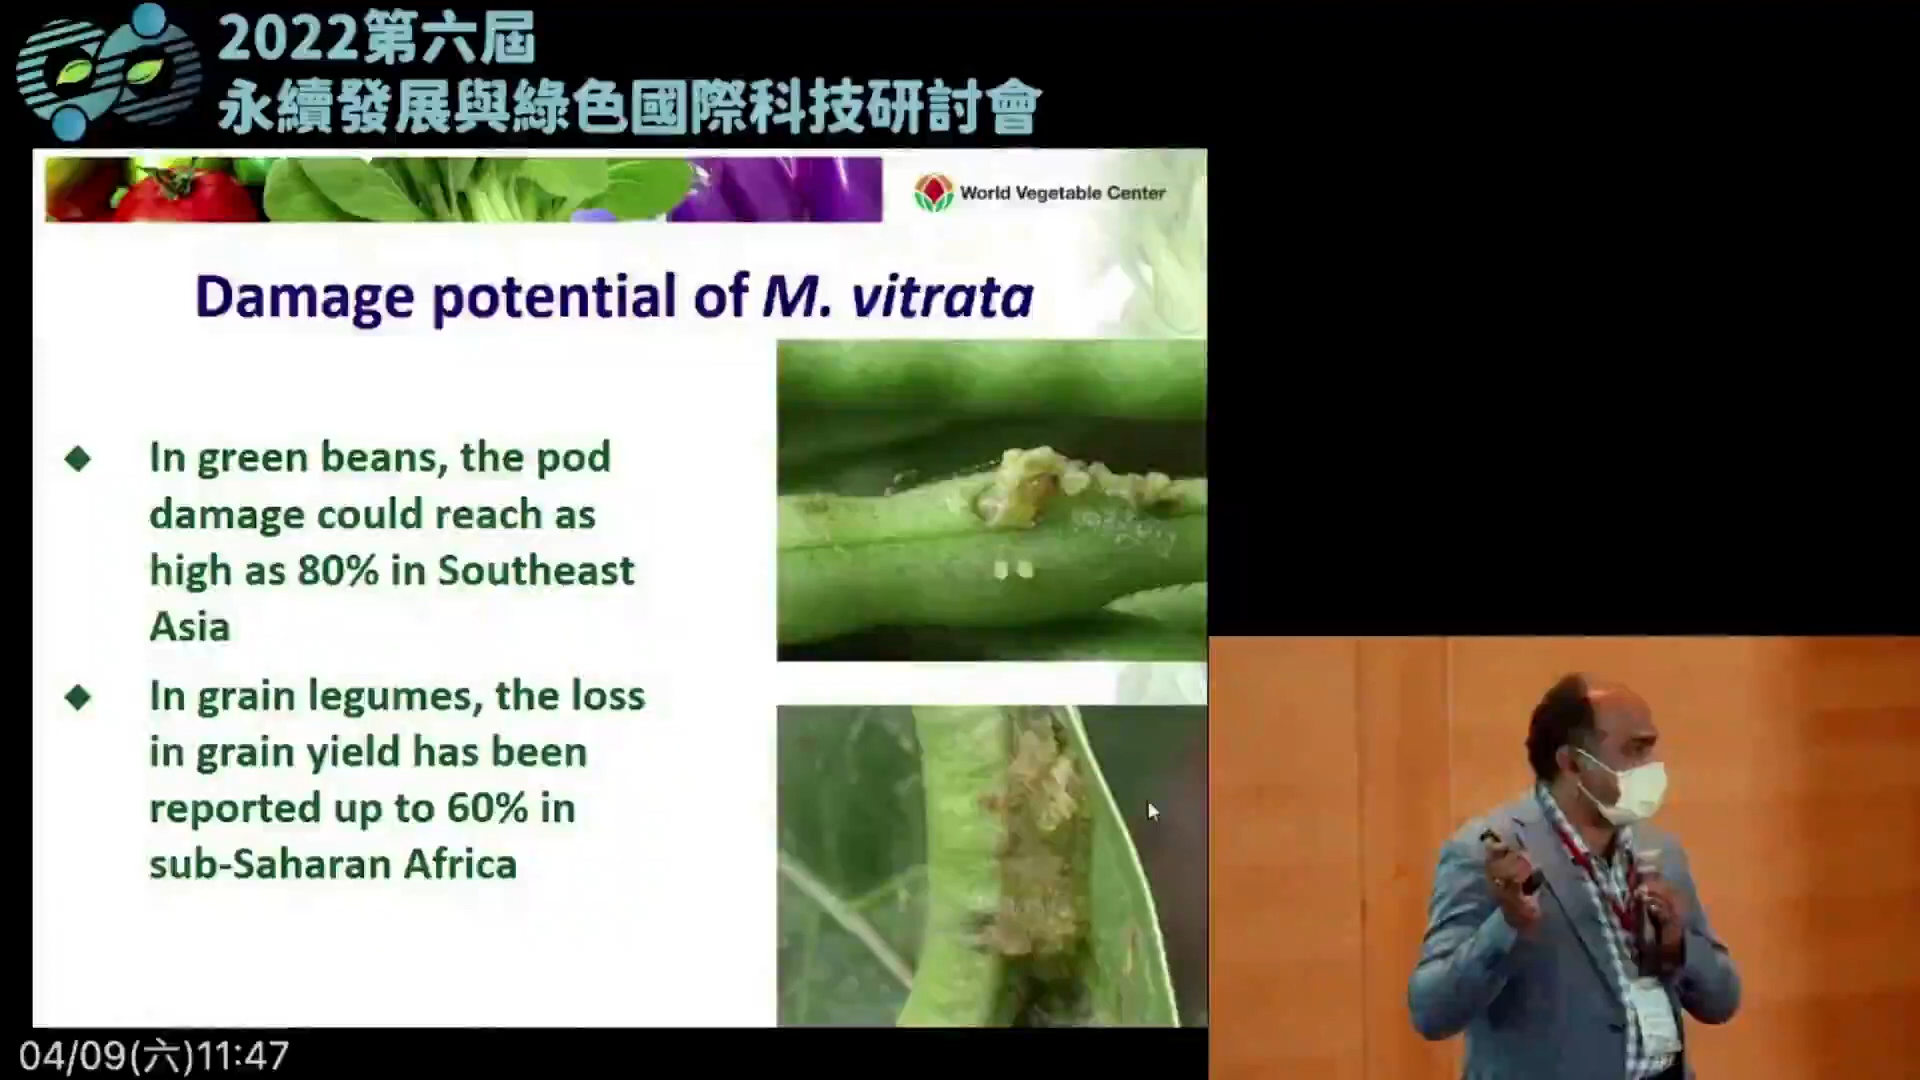 2022第六屆
永續發展與綠色國際科技研討會
World Vegetable Center
Damage potential of M. vitrata
◆ In green beans, the pod
damage could reach as
high as 80% in Southeast
Asia
◆ In grain legumes, the loss
in grain yield has been
reported up to 60% in
sub-Saharan Africa
04/09(六)11:47